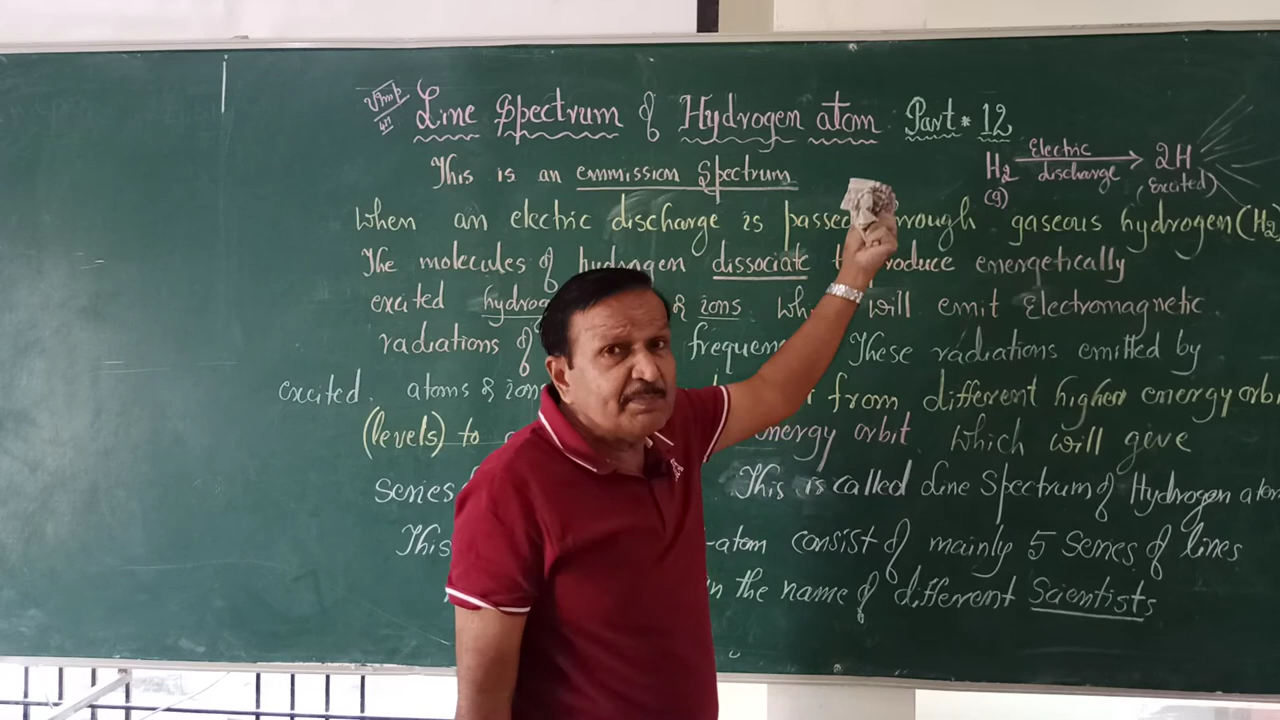 VImp
Line Spectrum of Hydrogen atom Part * 12
This is an emmission Spectrum
H2 Electric discharge → 2H
(g) (Excited)
When an electric discharge is passed through gaseous hydrogen (H2
The molecules of hydrogen dissociate to produce energetically
excited & ions. will emit Electromagnetic
radiations of These radiations emitted by
excited. atoms & ion from different higher energy
(levels) to energy orbit. Which will give
Series This is called Line Spectrum of Hydrogen atom
This -atom consist of mainly 5 Series of lines
in the name of different Scientists